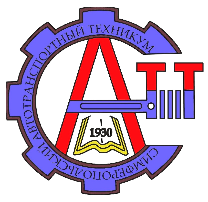 СИМФЕРОПОЛЬСКИЙ АВТОТРАНСПОРТНЫЙ ТЕХНИКУМ
АТТ
1930